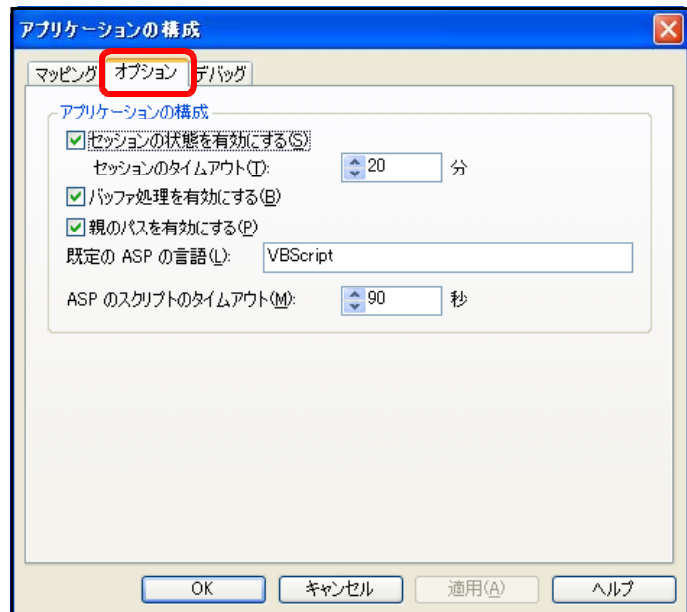 アプリケーションの構成
マッピング オプション デバッグ
アプリケーションの構成
セッションの状態を有効にする(S)
セッションのタイムアウト(T): 20 分
バッファ処理を有効にする(B)
親のパスを有効にする(P)
既定の ASP の言語(L): VBScript
ASP のスクリプトのタイムアウト(M): 90 秒
OK キャンセル 適用(A) ヘルプ